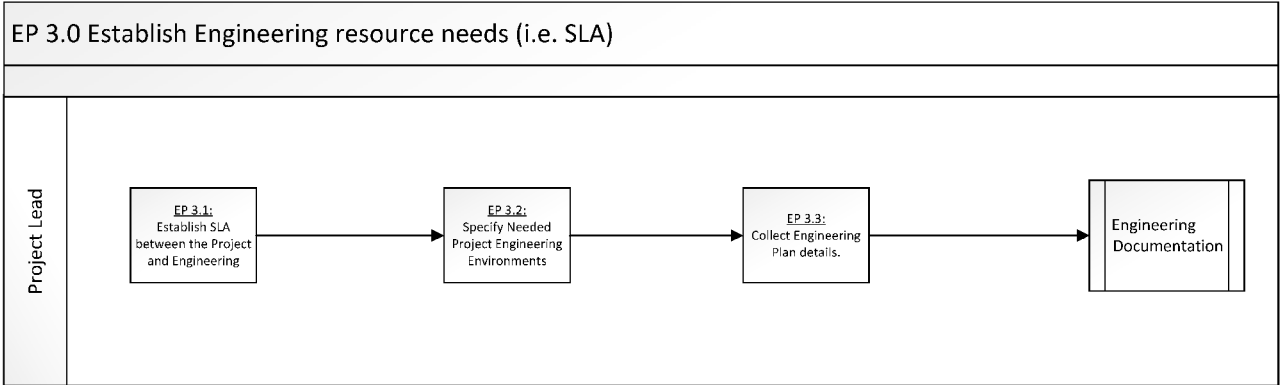 EP 3.0 Establish Engineering resource needs (i.e. SLA)
Project Lead
EP 3.1:
Establish SLA
between the Project
and Engineering
EP 3.2:
Specify Needed
Project Engineering
Environments
EP 3.3:
Collect Engineering
Plan details.
Engineering
Documentation